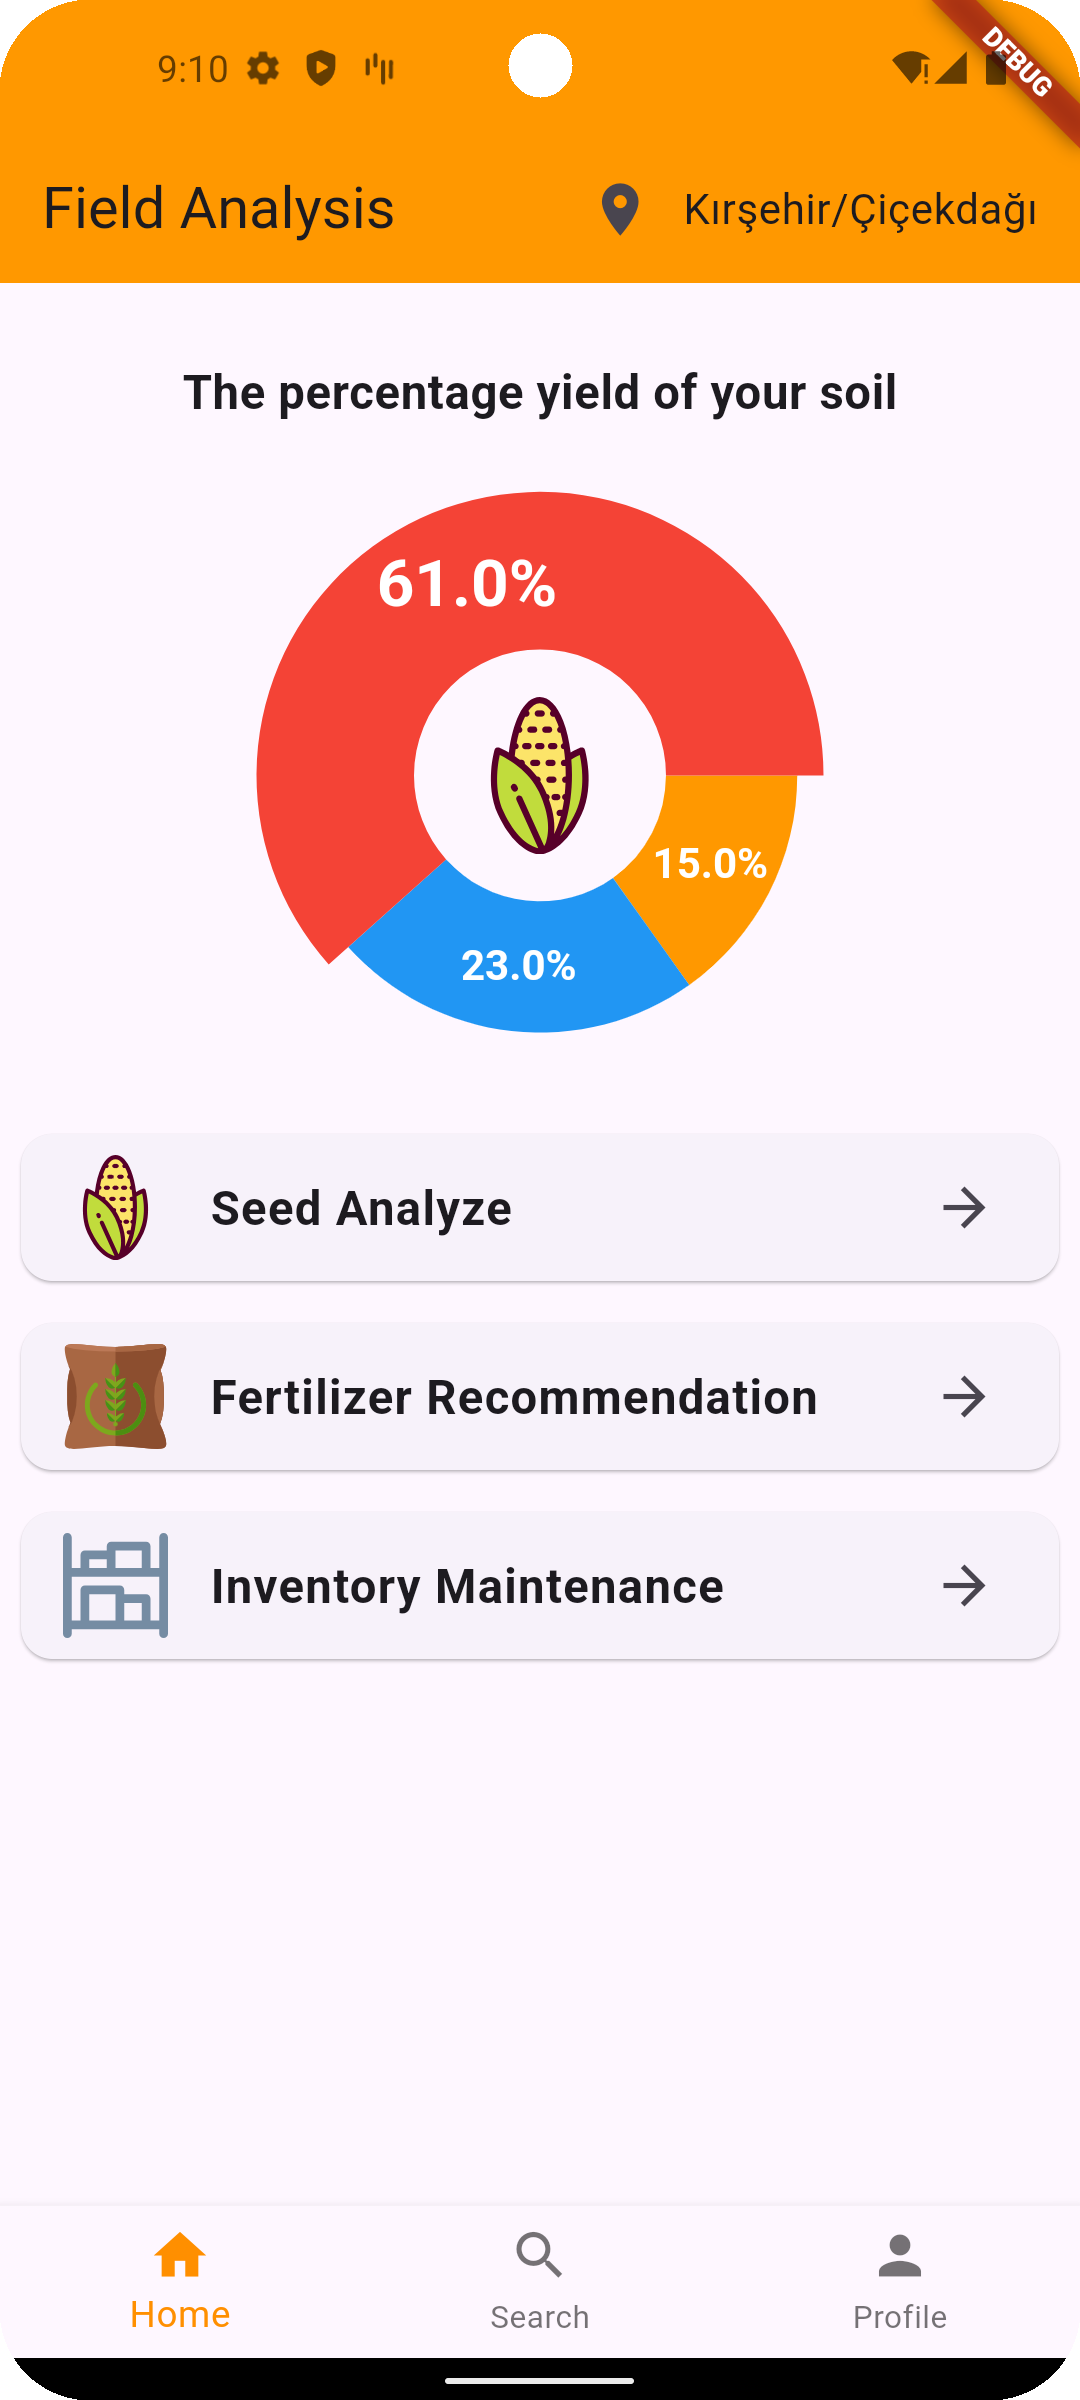 9:10
DEBUG
Field Analysis
Kırşehir/Çiçekdağı
The percentage yield of your soil
61.0%
15.0%
23.0%
Seed Analyze
Fertilizer Recommendation
Inventory Maintenance
Home
Search
Profile